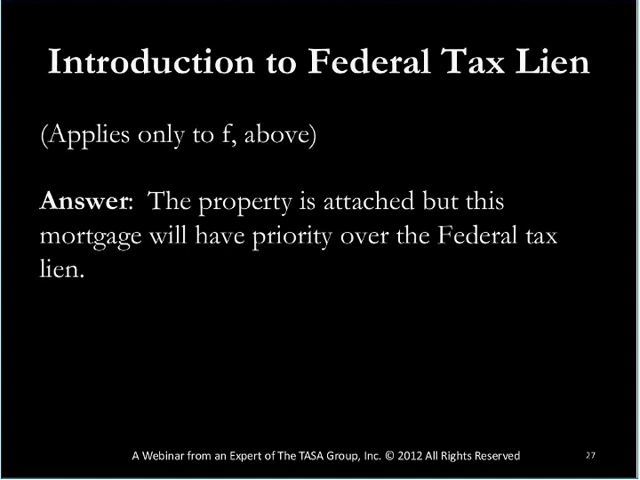 Introduction to Federal Tax Lien
(Applies only to f, above)
Answer: The property is attached but this
mortgage will have priority over the Federal tax
lien.
A Webinar from an Expert of The TASA Group, Inc. © 2012 All Rights Reserved
27